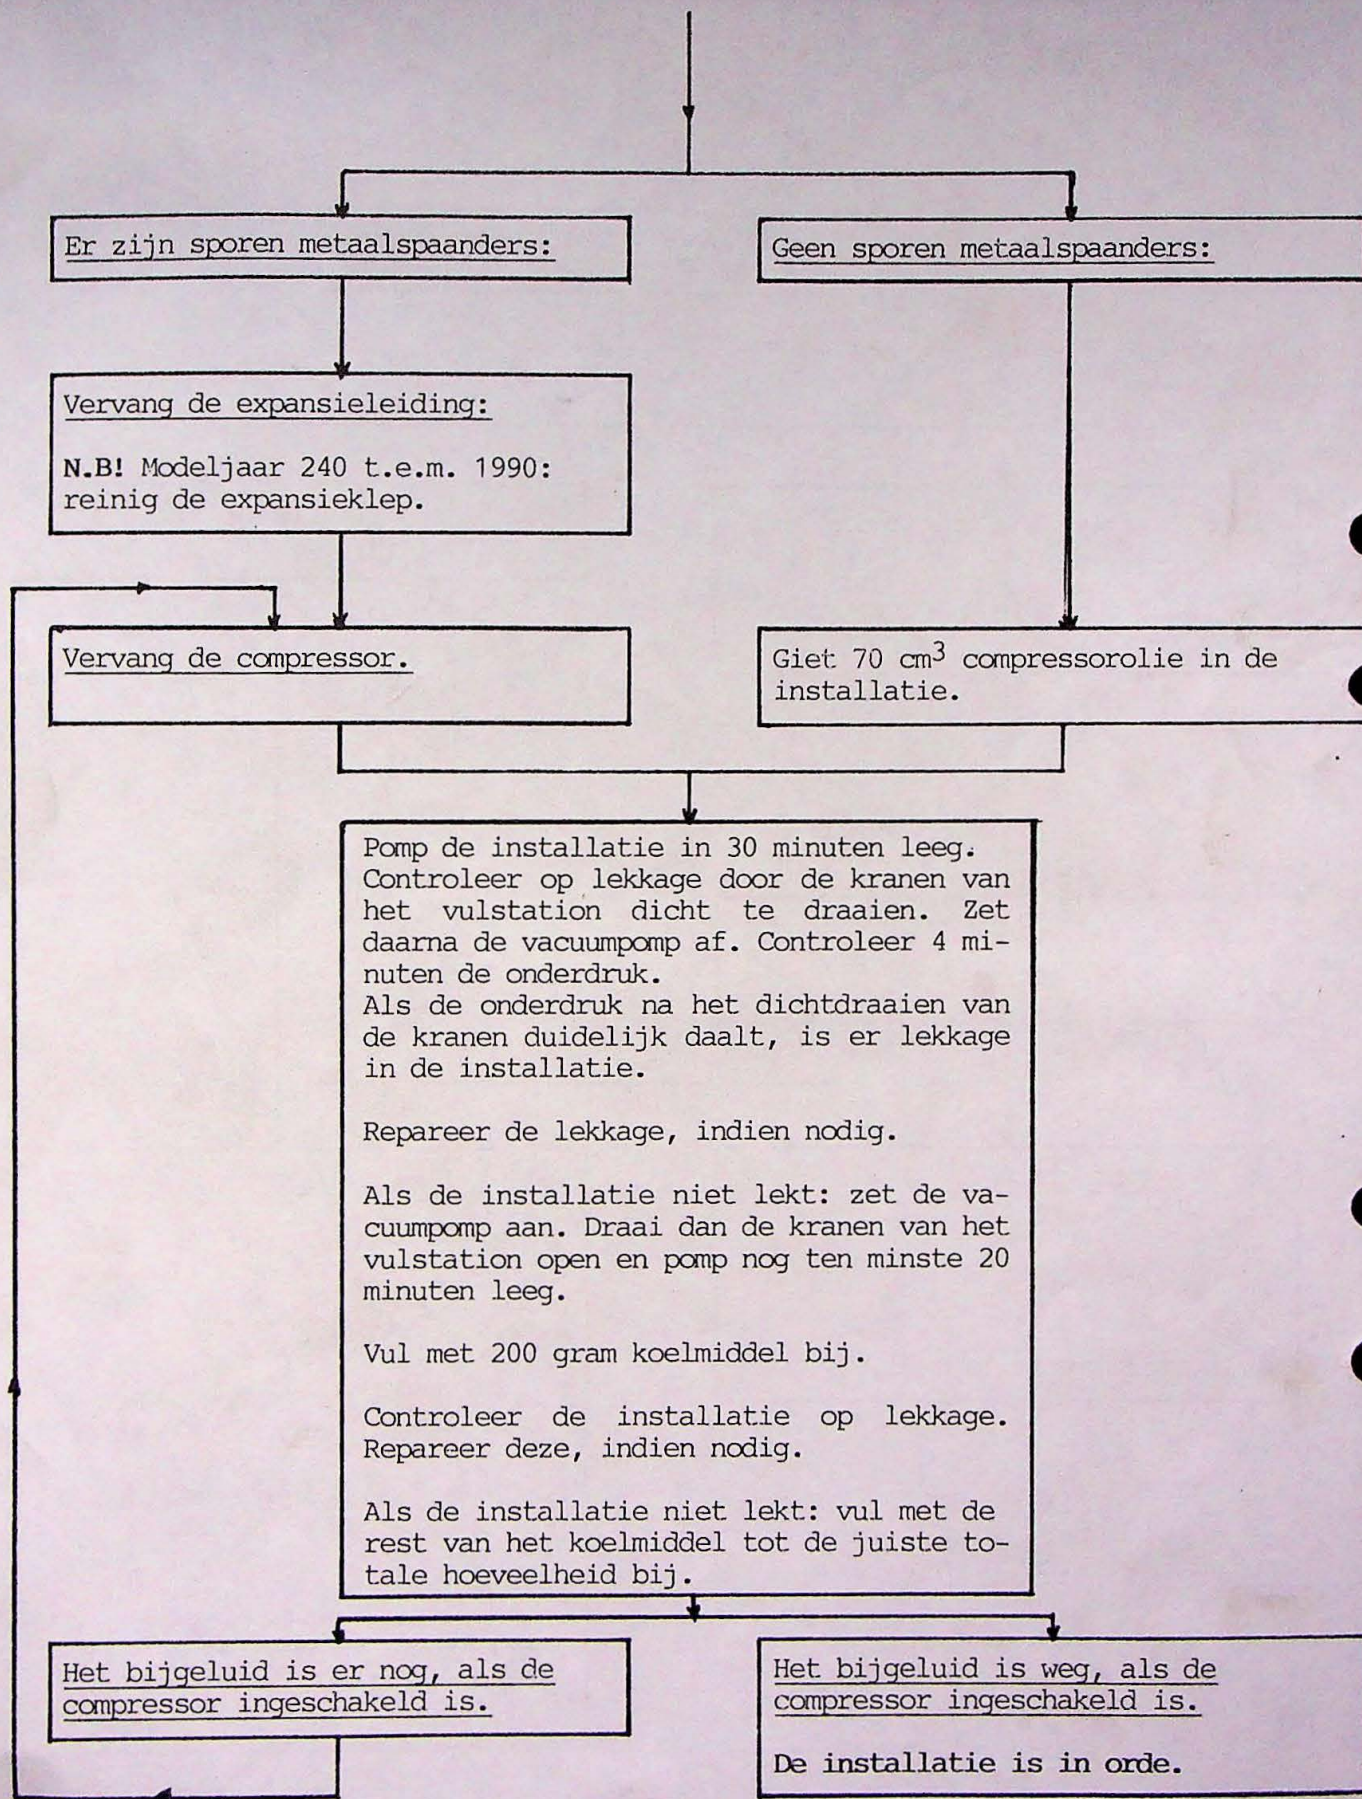 Er zijn sporen metaalspaanders:
Geen sporen metaalspaanders:
Vervang de expansieleiding:
N.B! Modeljaar 240 t.e.m. 1990:
reinig de expansieklep.
Vervang de compressor.
Giet 70 cm³ compressorolie in de
installatie.
Pomp de installatie in 30 minuten leeg.
Controleer op lekkage door de kranen van
het vulstation dicht te draaien. Zet
daarna de vacuumpomp af. Controleer 4 mi-
nuten de onderdruk.
Als de onderdruk na het dichtdraaien van
de kranen duidelijk daalt, is er lekkage
in de installatie.
Repareer de lekkage, indien nodig.
Als de installatie niet lekt: zet de va-
cuumpomp aan. Draai dan de kranen van het
vulstation open en pomp nog ten minste 20
minuten leeg.
Vul met 200 gram koelmiddel bij.
Controleer de installatie op lekkage.
Repareer deze, indien nodig.
Als de installatie niet lekt: vul met de
rest van het koelmiddel tot de juiste to-
tale hoeveelheid bij.
Het bijgeluid is er nog, als de
compressor ingeschakeld is.
Het bijgeluid is weg, als de
compressor ingeschakeld is.
De installatie is in orde.